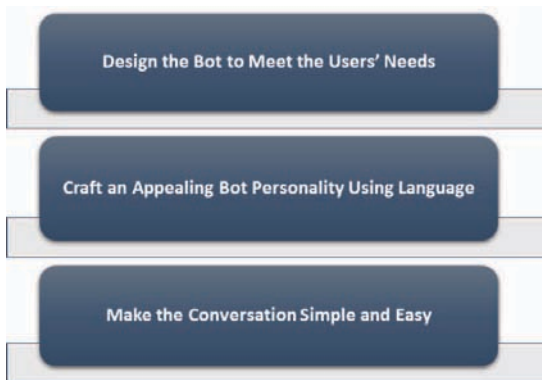 Design the Bot to Meet the Users’ Needs
Craft an Appealing Bot Personality Using Language
Make the Conversation Simple and Easy